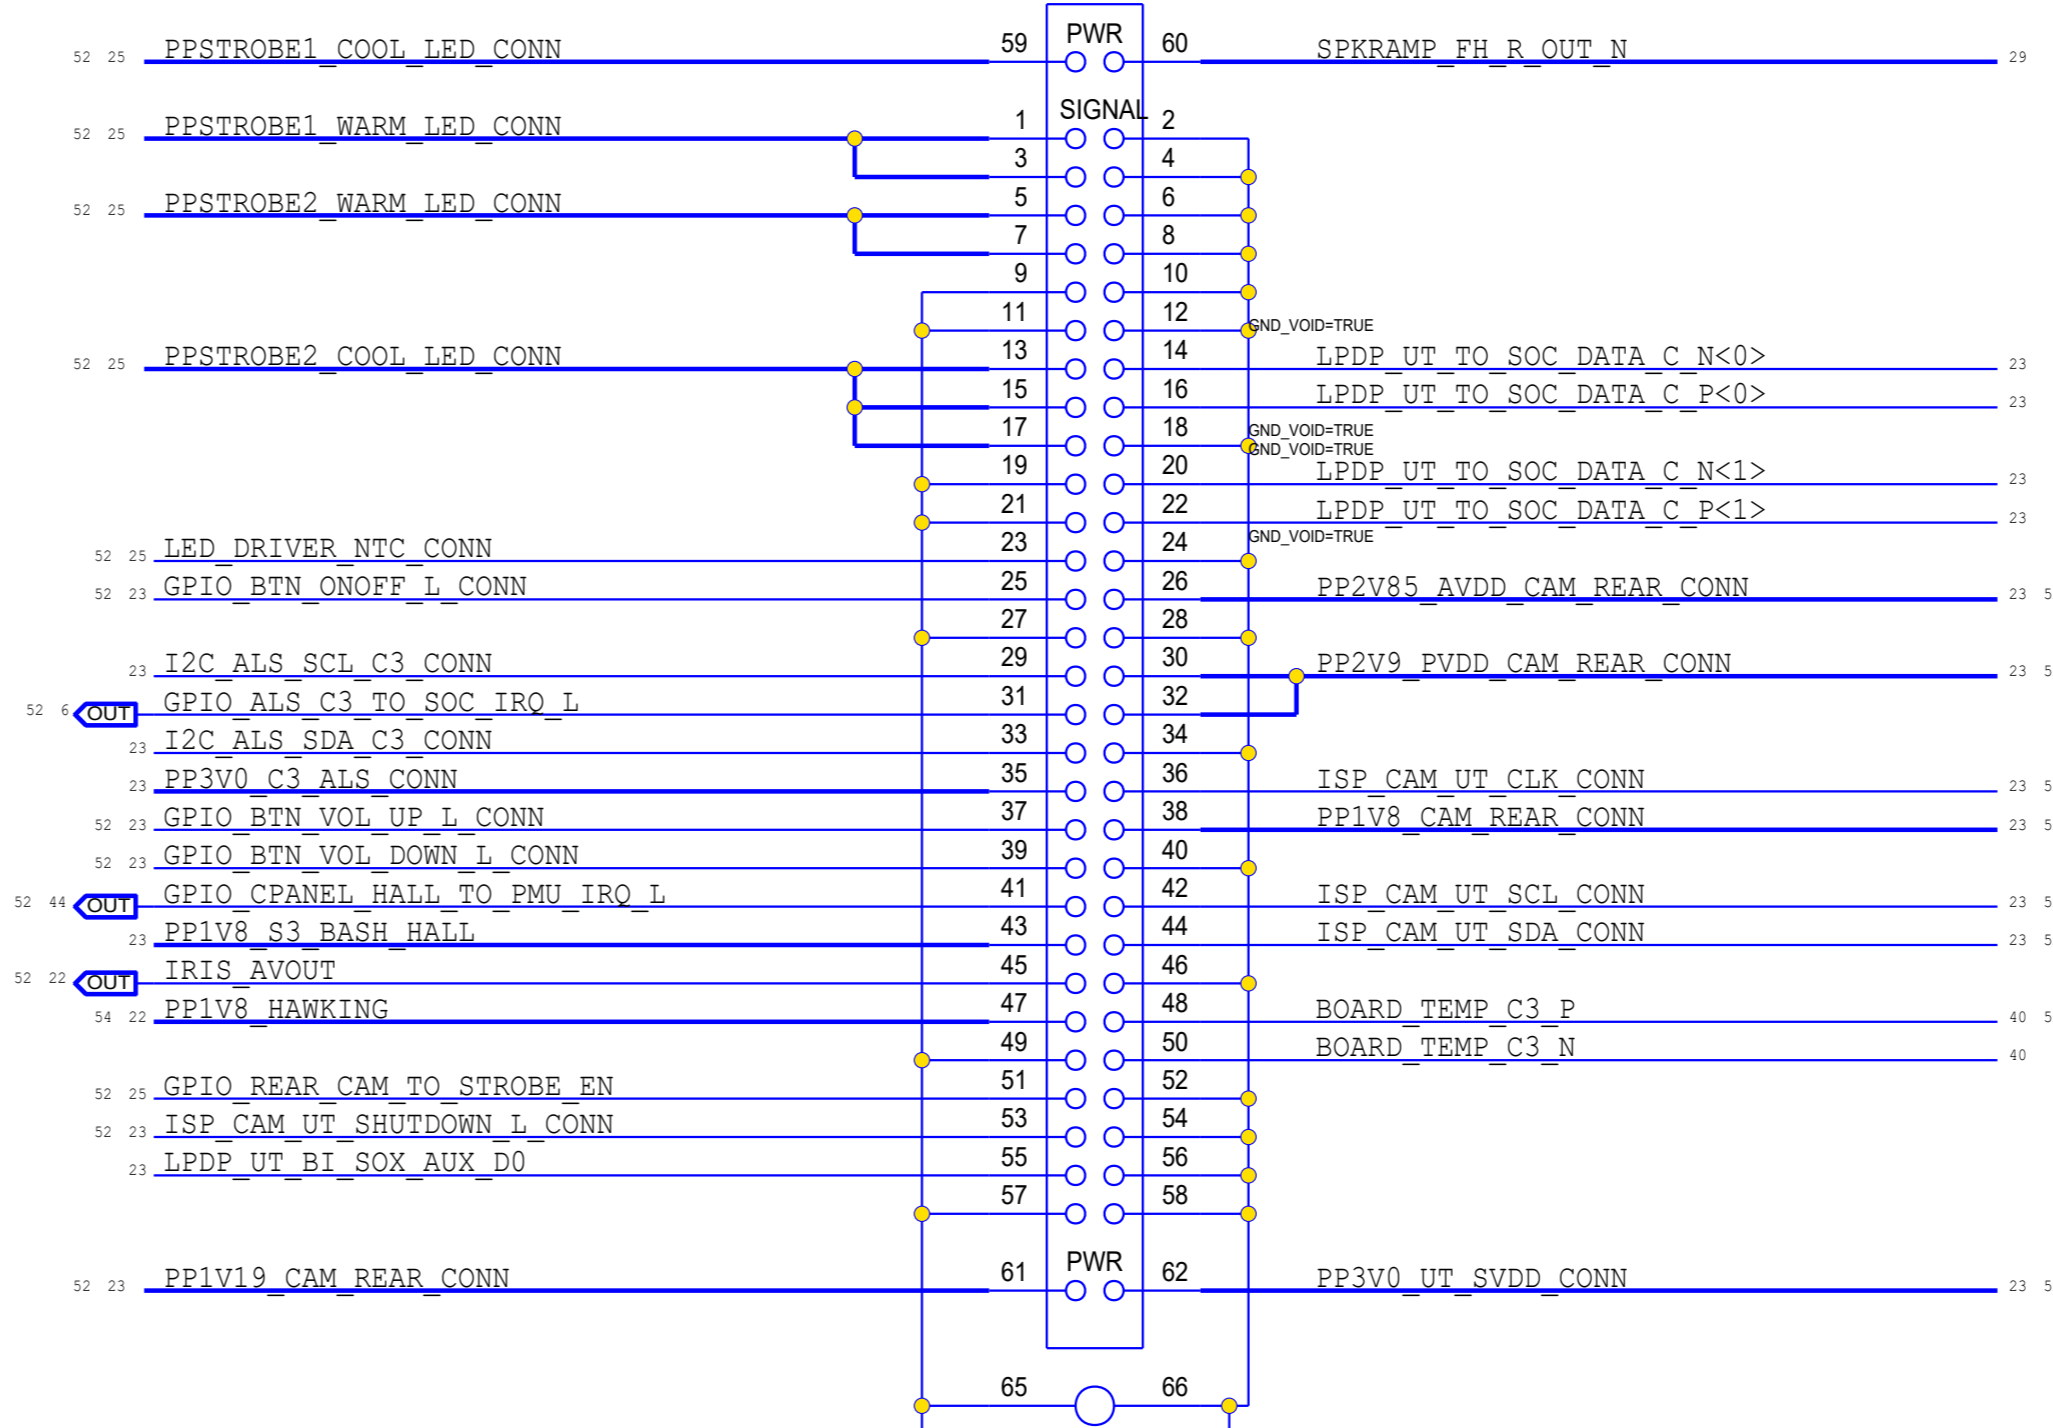 PWR
52 25 PPSTROBE1_COOL_LED_CONN 59 60 SPKRAMP_FH_R_OUT_N 29
SIGNAL
52 25 PPSTROBE1_WARM_LED_CONN 1 2
3 4
52 25 PPSTROBE2_WARM_LED_CONN 5 6
7 8
9 10
11 12 GND_VOID=TRUE
52 25 PPSTROBE2_COOL_LED_CONN 13 14 LPDP_UT_TO_SOC_DATA_C_N<0> 23
15 16 LPDP_UT_TO_SOC_DATA_C_P<0> 23
17 18 GND_VOID=TRUE
GND_VOID=TRUE
19 20 LPDP_UT_TO_SOC_DATA_C_N<1> 23
21 22 LPDP_UT_TO_SOC_DATA_C_P<1> 23
GND_VOID=TRUE
52 25 LED_DRIVER_NTC_CONN 23 24
52 23 GPIO_BTN_ONOFF_L_CONN 25 26 PP2V85_AVDD_CAM_REAR_CONN 23 5
27 28
23 I2C_ALS_SCL_C3_CONN 29 30 PP2V9_PVDD_CAM_REAR_CONN 23 5
52 6 OUT GPIO_ALS_C3_TO_SOC_IRQ_L 31 32
23 I2C_ALS_SDA_C3_CONN 33 34
23 PP3V0_C3_ALS_CONN 35 36 ISP_CAM_UT_CLK_CONN 23 5
52 23 GPIO_BTN_VOL_UP_L_CONN 37 38 PP1V8_CAM_REAR_CONN 23 5
52 23 GPIO_BTN_VOL_DOWN_L_CONN 39 40
52 44 OUT GPIO_CPANEL_HALL_TO_PMU_IRQ_L 41 42 ISP_CAM_UT_SCL_CONN 23 5
23 PP1V8_S3_BASH_HALL 43 44 ISP_CAM_UT_SDA_CONN 23 5
52 22 OUT IRIS_AVOUT 45 46
54 22 PP1V8_HAWKING 47 48 BOARD_TEMP_C3_P 40 5
49 50 BOARD_TEMP_C3_N 40
52 25 GPIO_REAR_CAM_TO_STROBE_EN 51 52
52 23 ISP_CAM_UT_SHUTDOWN_L_CONN 53 54
23 LPDP_UT_BI_SOX_AUX_D0 55 56
57 58
PWR
52 23 PP1V19_CAM_REAR_CONN 61 62 PP3V0_UT_SVDD_CONN 23 5
65 66